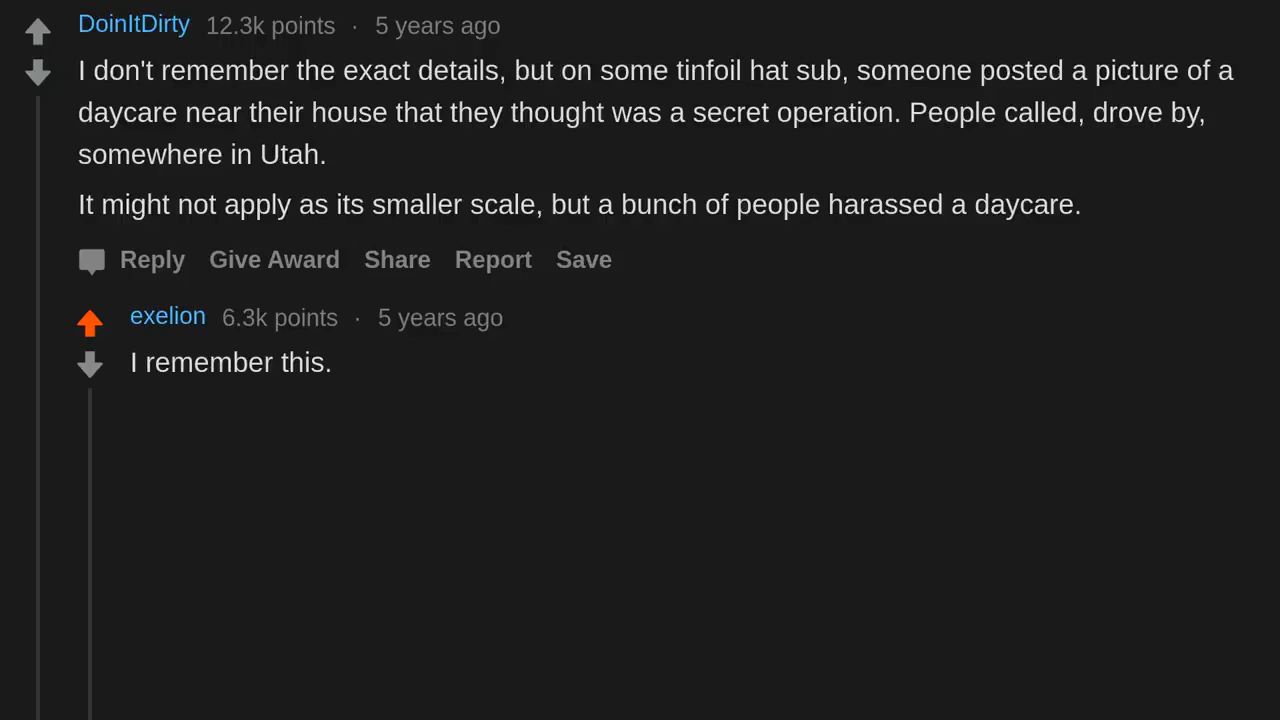 DoinItDirty 12.3k points · 5 years ago
I don't remember the exact details, but on some tinfoil hat sub, someone posted a picture of a
daycare near their house that they thought was a secret operation. People called, drove by,
somewhere in Utah.
It might not apply as its smaller scale, but a bunch of people harassed a daycare.
Reply Give Award Share Report Save
exelion 6.3k points · 5 years ago
I remember this.